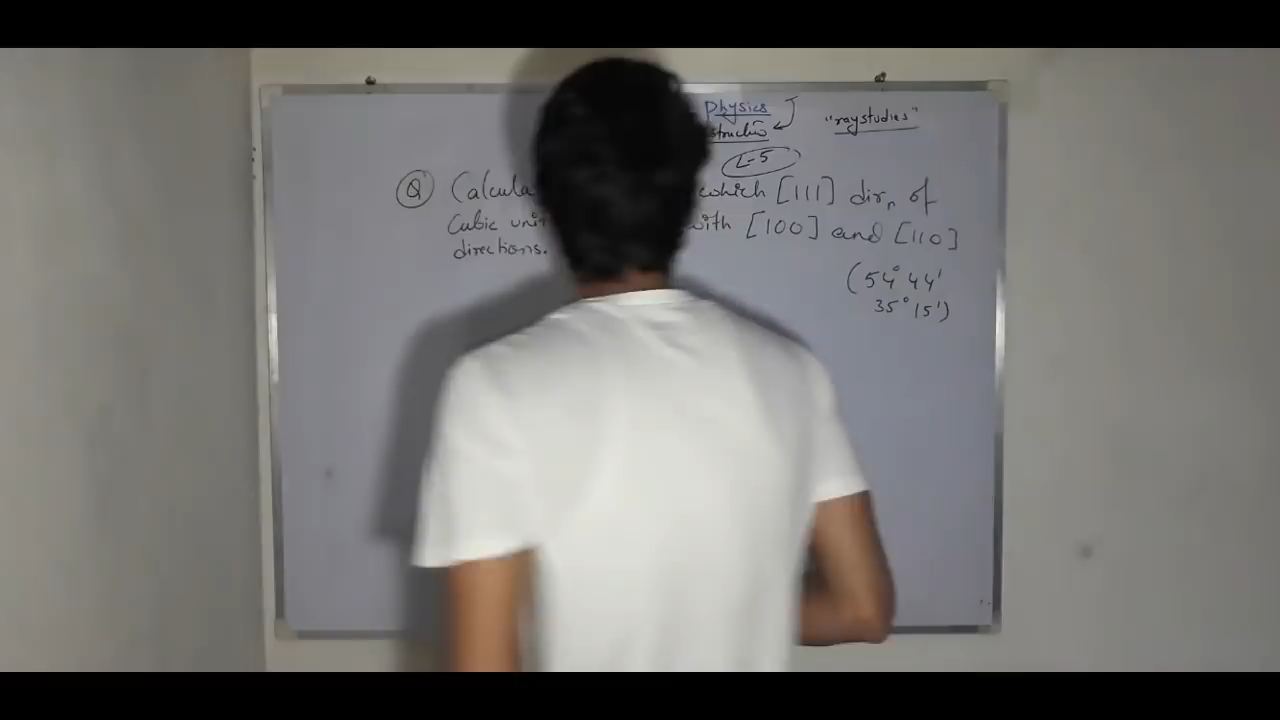 Physics
"raystudies"
L-5
Q Calcula which [111] dirn of
Cubic uni with [100] and [110]
directions.
(54° 44'
35° 15')